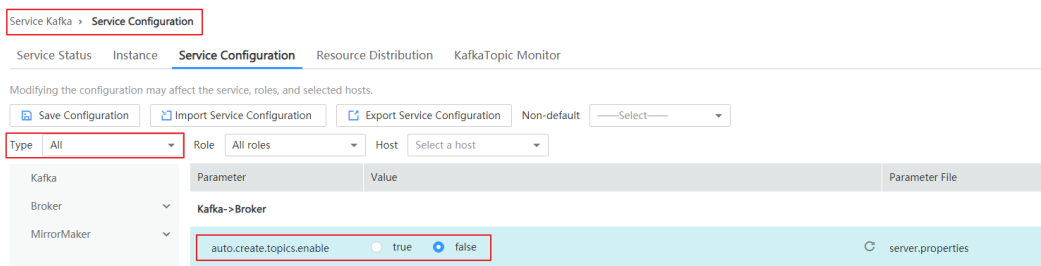 Service Kafka › Service Configuration
Service Status Instance Service Configuration Resource Distribution KafkaTopic Monitor
Modifying the configuration may affect the service, roles, and selected hosts.
Save Configuration Import Service Configuration Export Service Configuration Non-default ——Select——
Type All Role All roles Host Select a host
Kafka Parameter Value Parameter File
Broker Kafka->Broker
MirrorMaker auto.create.topics.enable true false server.properties